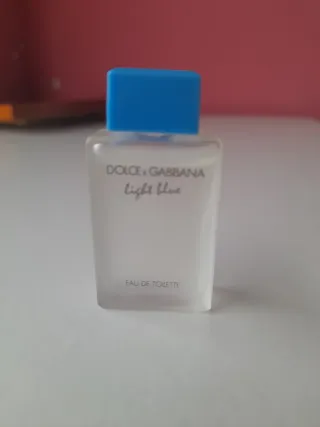 DOLCE & GABBANA
light blue
EAU DE TOILETTE